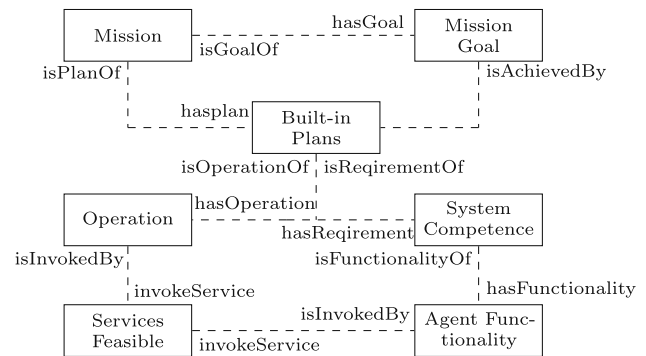 hasGoal
Mission
Mission
Goal
isGoalOf
isPlanOf
isAchievedBy
hasplan
Built-in
Plans
isOperationOf
isReqirementOf
hasOperation
Operation
System
Competence
hasReqirement
isInvokedBy
isFunctionalityOf
invokeService
hasFunctionality
isInvokedBy
Services
Feasible
Agent Func-
tionality
invokeService